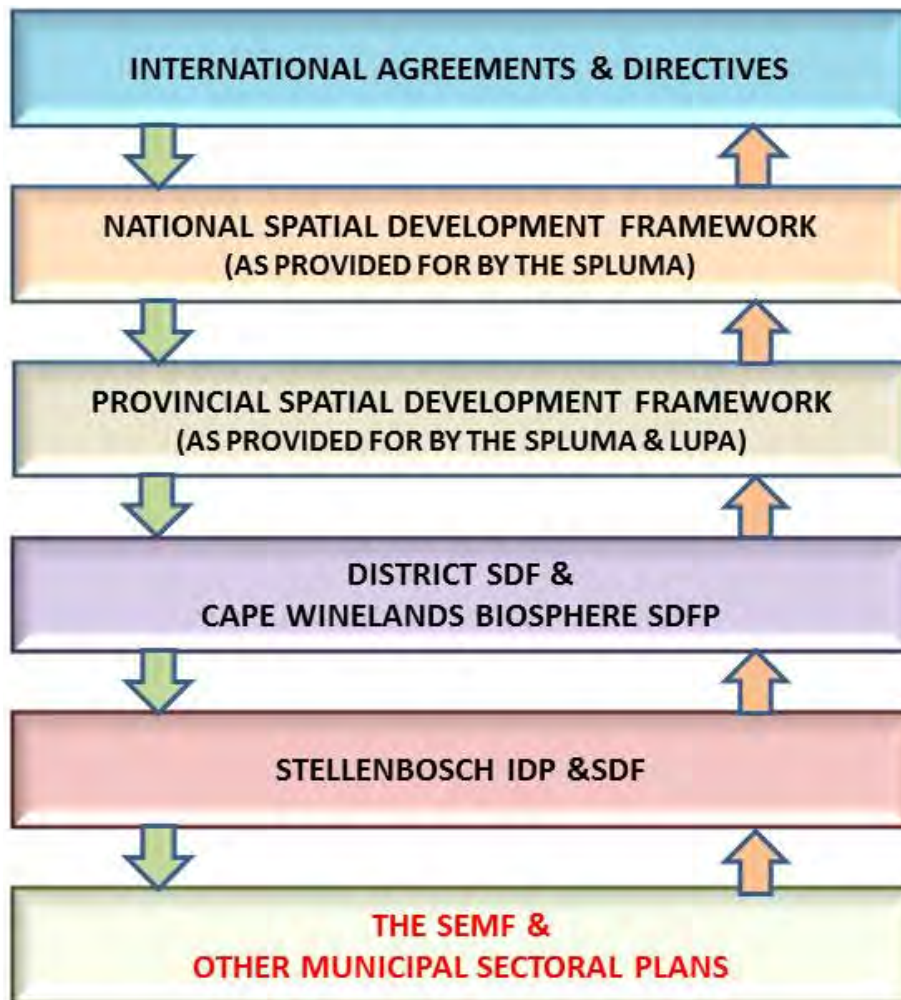 INTERNATIONAL AGREEMENTS & DIRECTIVES
NATIONAL SPATIAL DEVELOPMENT FRAMEWORK
(AS PROVIDED FOR BY THE SPLUMA)
PROVINCIAL SPATIAL DEVELOPMENT FRAMEWORK
(AS PROVIDED FOR BY THE SPLUMA & LUPA)
DISTRICT SDF &
CAPE WINELANDS BIOSPHERE SDFP
STELLENBOSCH IDP &SDF
THE SEMF &
OTHER MUNICIPAL SECTORAL PLANS